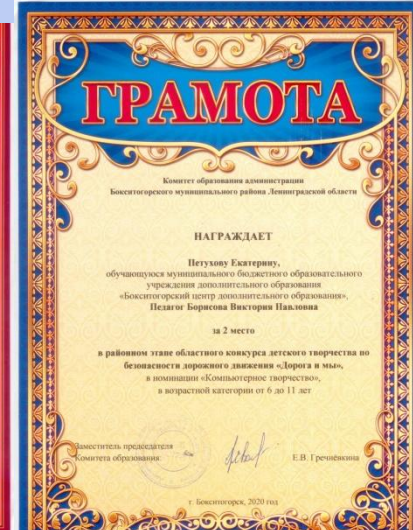 ГРАМОТА
Комитет образования администрации
Бокситогорского муниципального района Ленинградской области
НАГРАЖДАЕТ
Петухову Екатерину,
обучающуюся муниципального бюджетного образовательного
учреждения дополнительного образования
«Бокситогорский центр дополнительного образования»,
Педагог Борисова Виктория Павловна
за 2 место
в районном этапе областного конкурса детского творчества по
безопасности дорожного движения «Дорога и мы»,
в номинации «Компьютерное творчество»,
в возрастной категории от 6 до 11 лет
Заместитель председателя
Комитета образования:
Е.В. Гречнёвкина
г. Бокситогорск, 2020 год